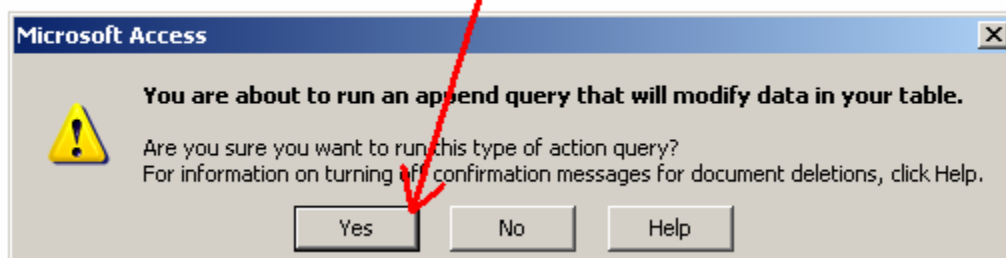 Microsoft Access
You are about to run an append query that will modify data in your table.
Are you sure you want to run this type of action query?
For information on turning off confirmation messages for document deletions, click Help.
Yes No Help